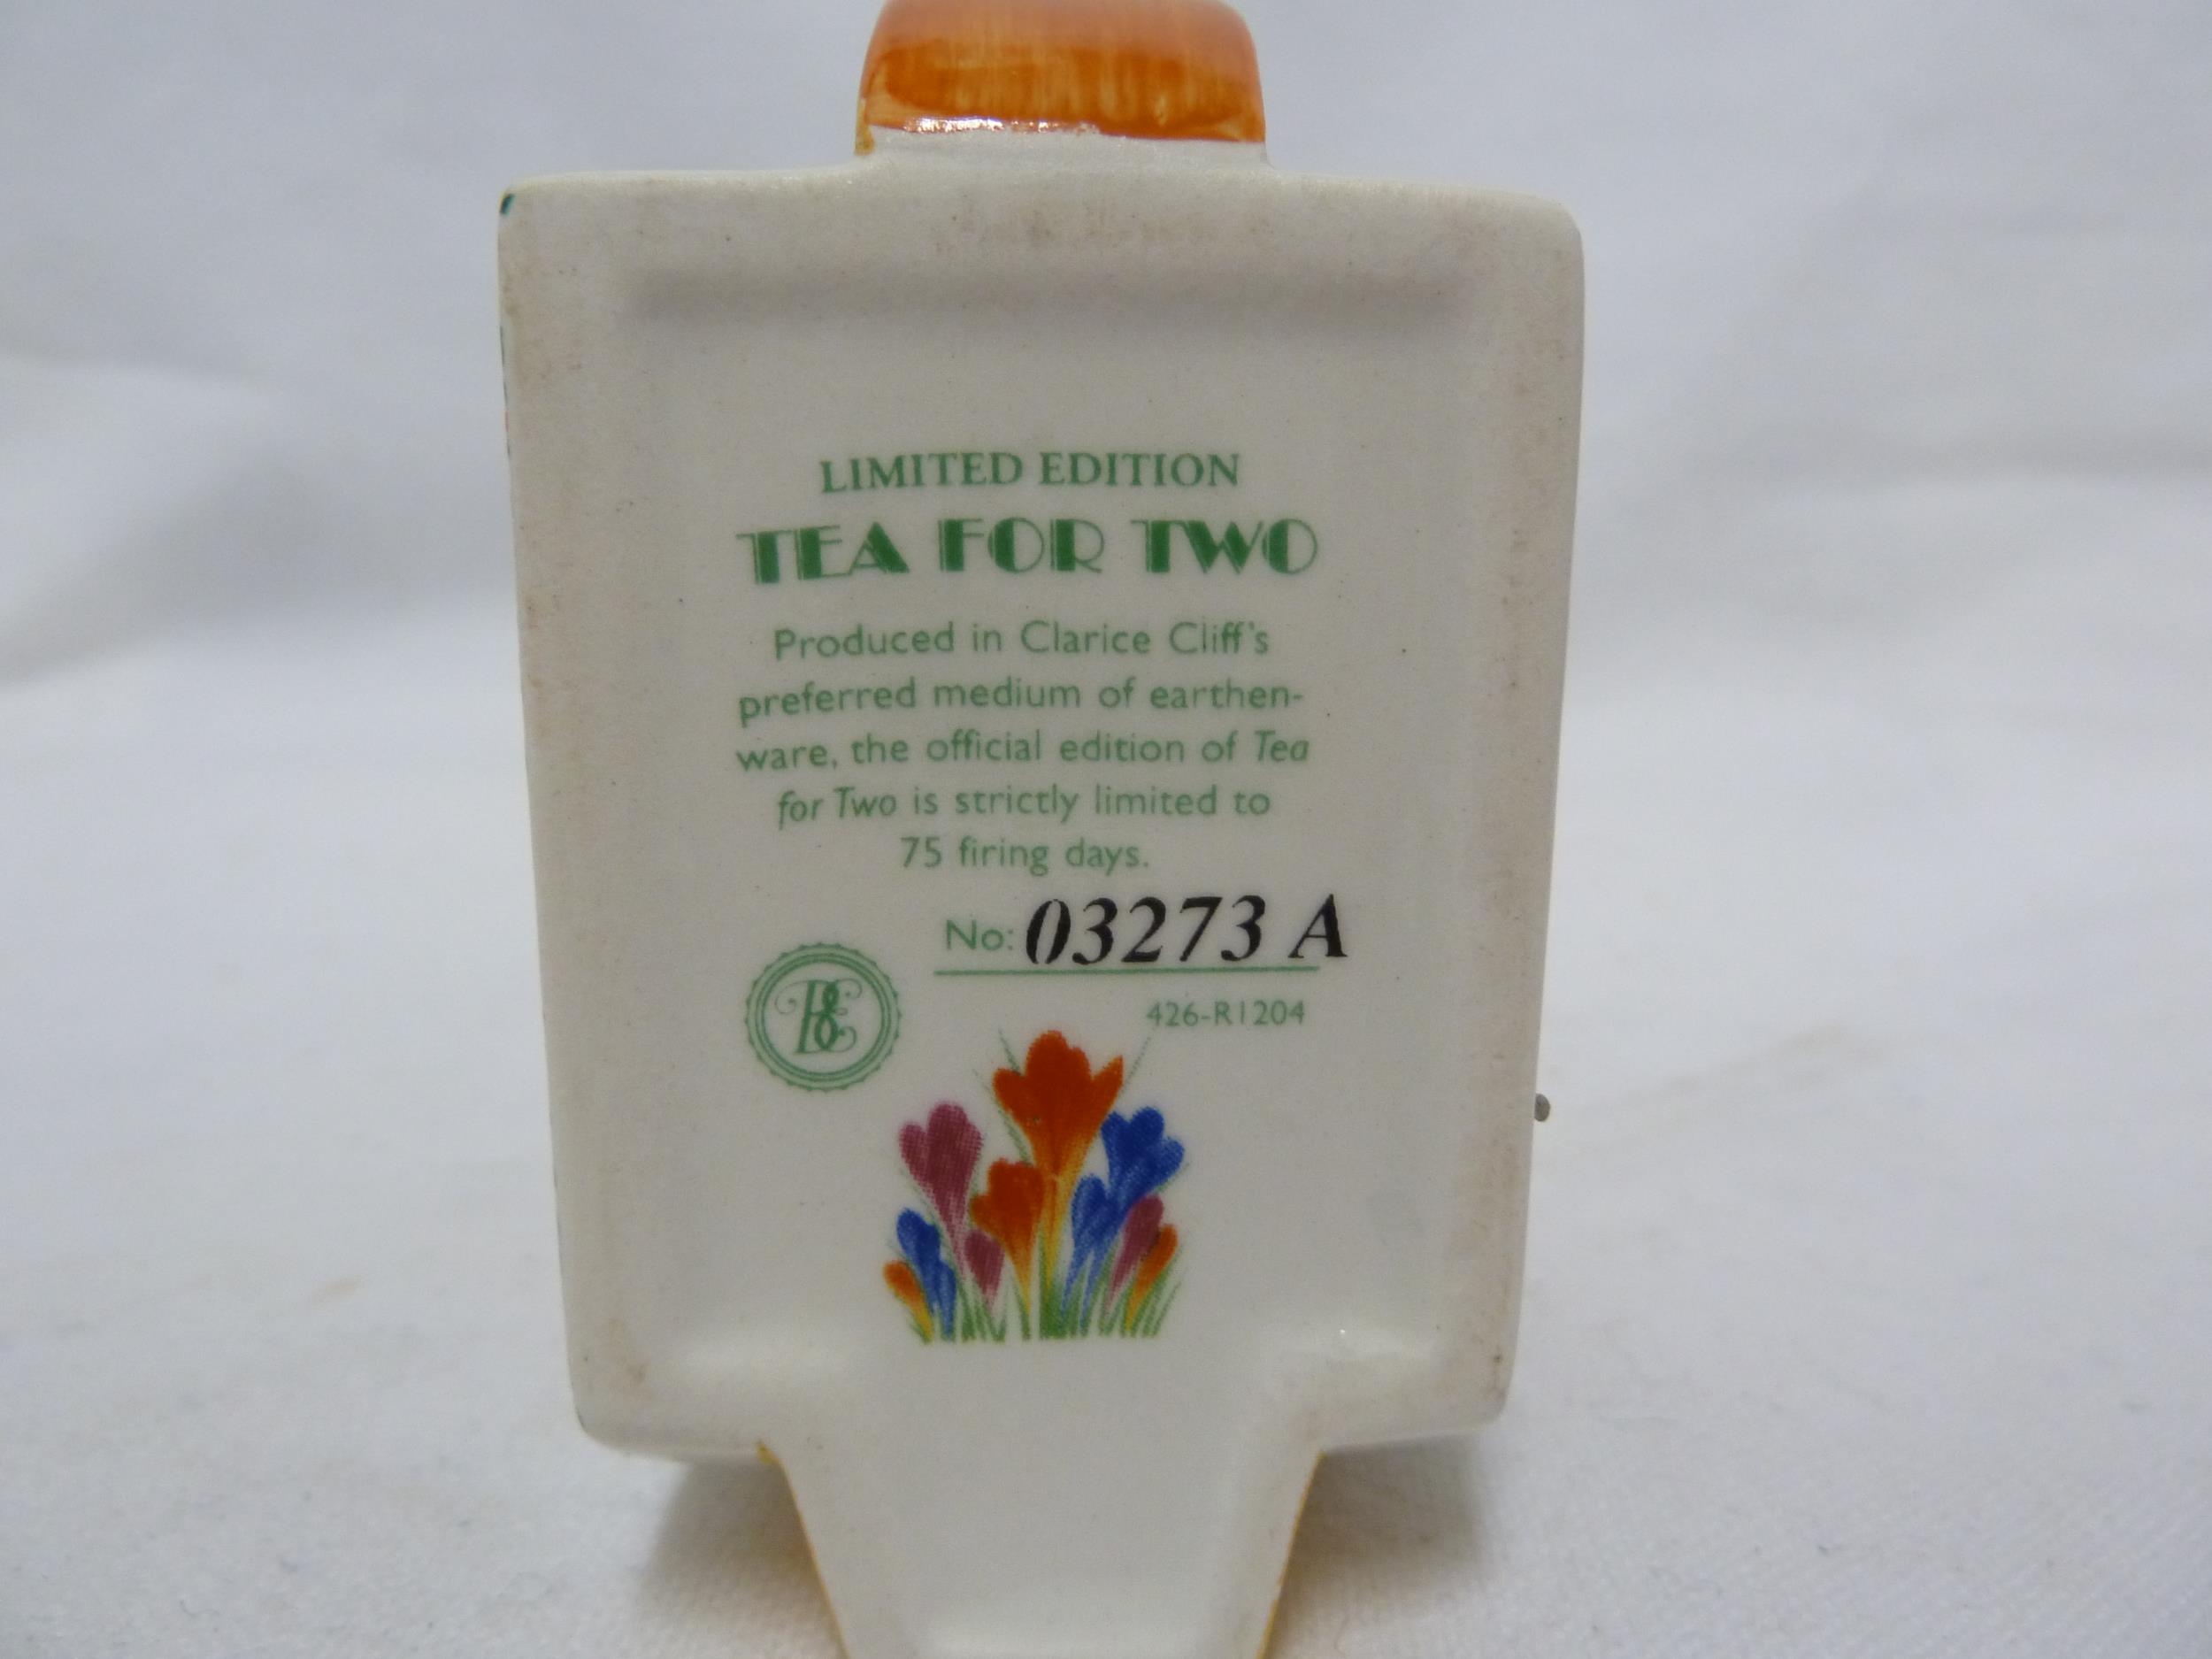 LIMITED EDITION
TEA FOR TWO
Produced in Clarice Cliff's
preferred medium of earthen-
ware, the official edition of Tea
for Two is strictly limited to
75 firing days.
No: 03273 A
BE
426-R1204